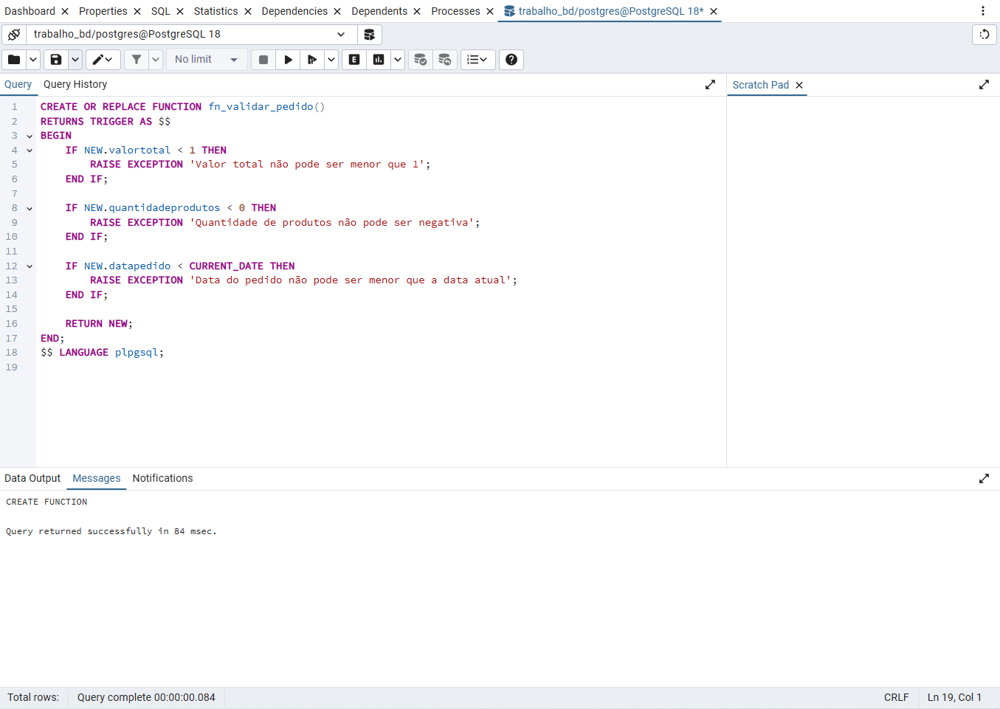 Dashboard Properties SQL Statistics Dependencies Dependents Processes trabalho_bd/postgres@PostgreSQL 18*
trabalho_bd/postgres@PostgreSQL 18
No limit
Query Query History
Scratch Pad
1 CREATE OR REPLACE FUNCTION fn_validar_pedido()
2 RETURNS TRIGGER AS $$
3 BEGIN
4     IF NEW.valortotal < 1 THEN
5         RAISE EXCEPTION 'Valor total não pode ser menor que 1';
6     END IF;
7
8     IF NEW.quantidadeprodutos < 0 THEN
9         RAISE EXCEPTION 'Quantidade de produtos não pode ser negativa';
10     END IF;
11
12     IF NEW.datapedido < CURRENT_DATE THEN
13         RAISE EXCEPTION 'Data do pedido não pode ser menor que a data atual';
14     END IF;
15
16     RETURN NEW;
17 END;
18 $$ LANGUAGE plpgsql;
19
Data Output Messages Notifications
CREATE FUNCTION
Query returned successfully in 84 msec.
Total rows: Query complete 00:00:00.084 CRLF Ln 19, Col 1